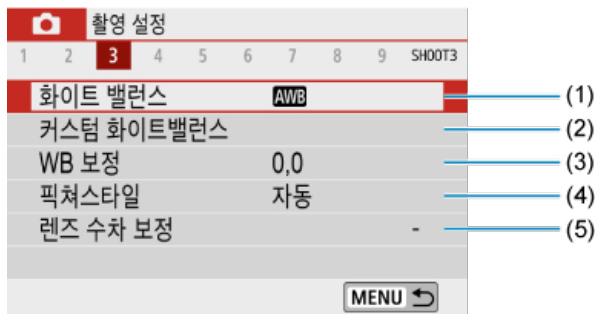 촬영 설정
1 2 3 4 5 6 7 8 9 SHOOT3
화이트 밸런스 AWB (1)
커스텀 화이트밸런스 (2)
WB 보정 0,0 (3)
픽쳐스타일 자동 (4)
렌즈 수차 보정 - (5)
MENU